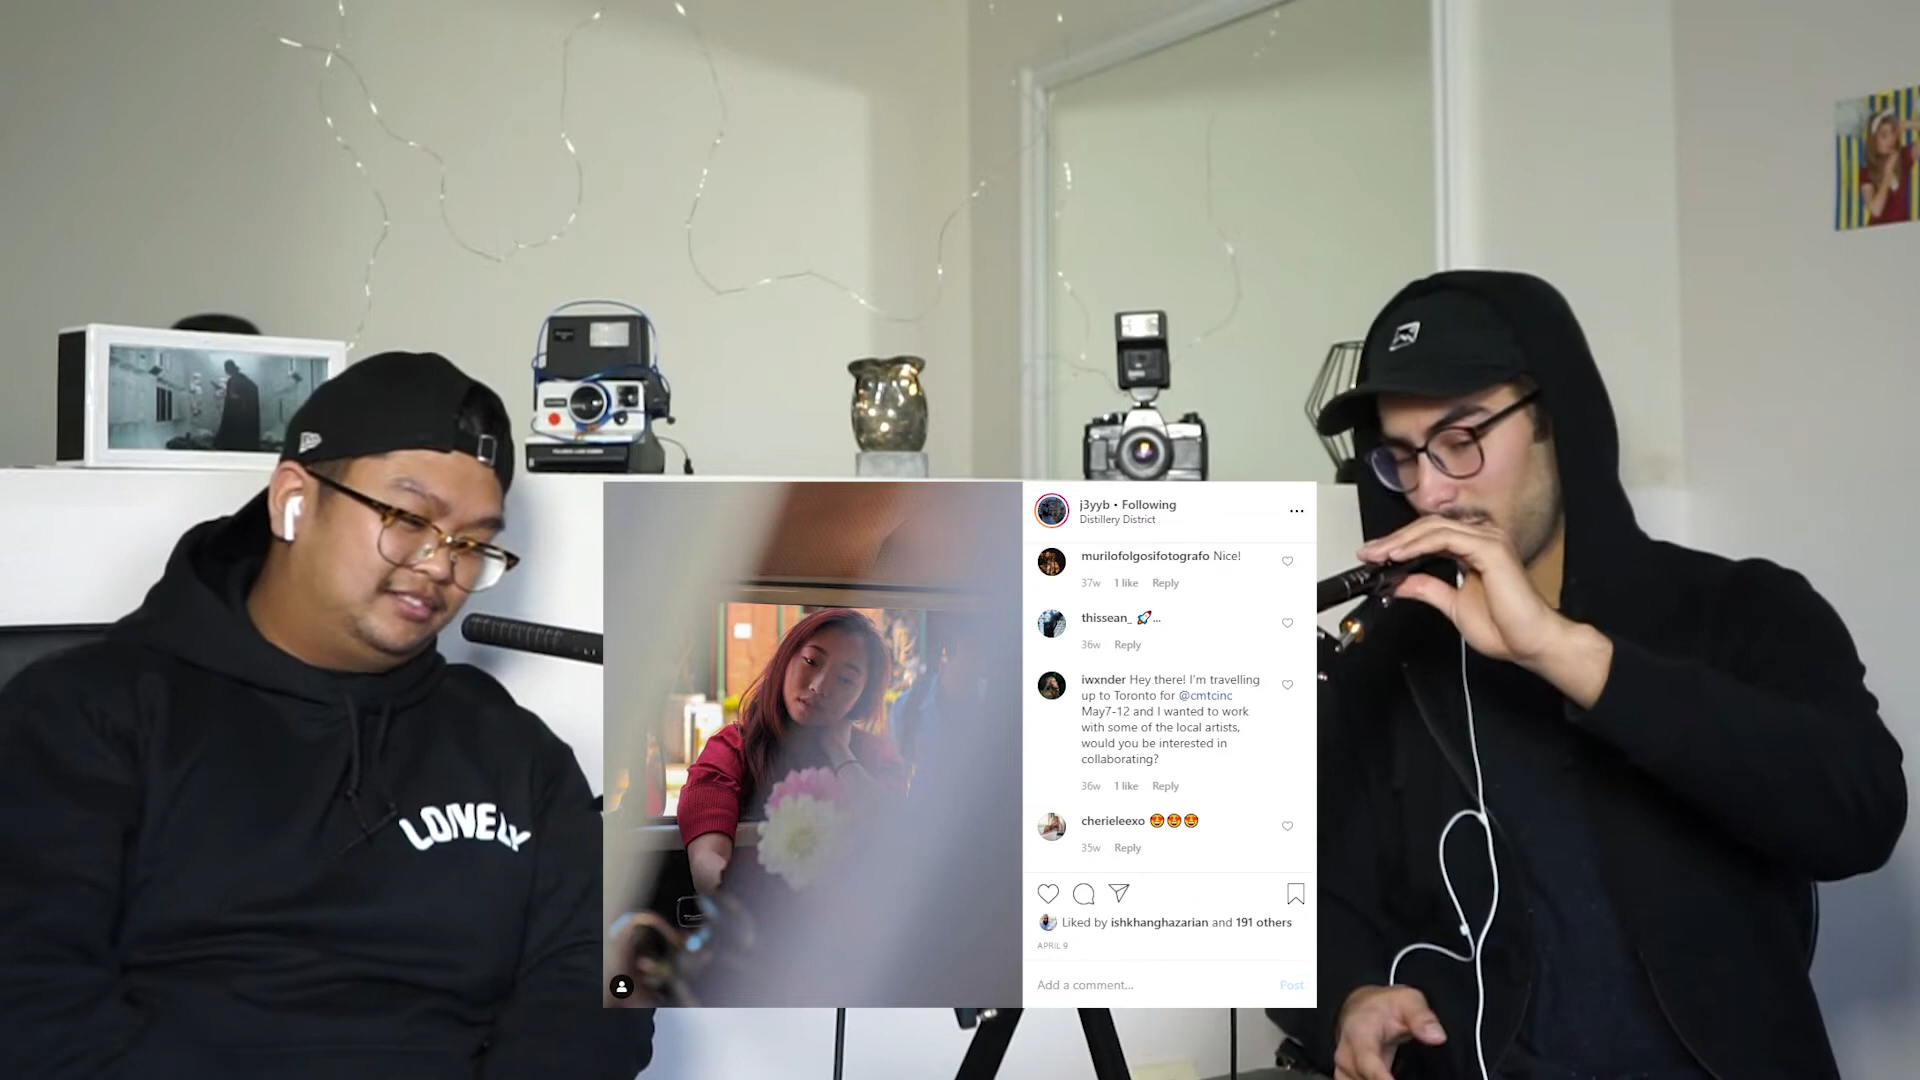 LONELY
j3yyb • Following
Distillery District
murilofolgosifotografo Nice!
37w 1 like Reply
thissean_ 🚀...
36w Reply
iwxnder Hey there! I'm travelling
up to Toronto for @cmtcinc
May7-12 and I wanted to work
with some of the local artists,
would you be interested in
collaborating?
36w 1 like Reply
cherieleexo 🤩🤩🤩
35w Reply
Liked by ishkhanghazarian and 191 others
APRIL 9
Add a comment...
Post